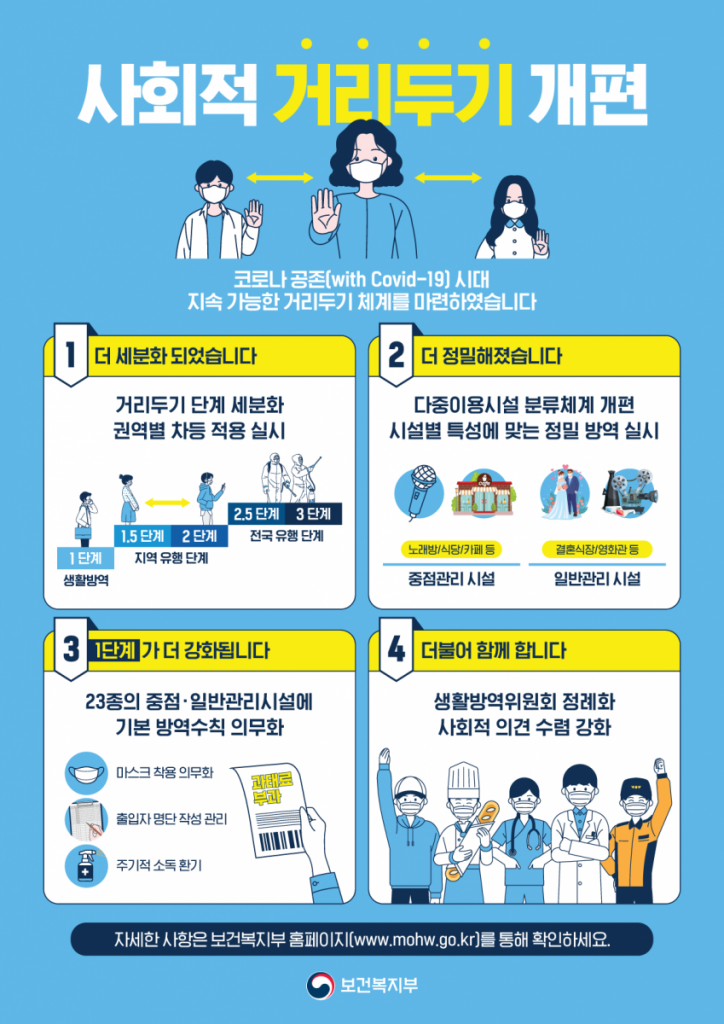 사회적 거리두기 개편
코로나 공존(with Covid-19) 시대
지속 가능한 거리두기 체계를 마련하였습니다
1 더 세분화 되었습니다
거리두기 단계 세분화
권역별 차등 적용 실시
2.5 단계 3 단계
전국 유행 단계
1.5 단계 2 단계
지역 유행 단계
1 단계
생활방역
2 더 정밀해졌습니다
다중이용시설 분류체계 개편
시설별 특성에 맞는 정밀 방역 실시
노래방/식당/카페 등
중점관리 시설
결혼식장/영화관 등
일반관리 시설
3 1단계가 더 강화됩니다
23종의 중점·일반관리시설에
기본 방역수칙 의무화
마스크 착용 의무화
출입자 명단 작성 관리
주기적 소독 환기
과태료
부과
4 더불어 함께 합니다
생활방역위원회 정례화
사회적 의견 수렴 강화
자세한 사항은 보건복지부 홈페이지(www.mohw.go.kr)를 통해 확인하세요.
보건복지부